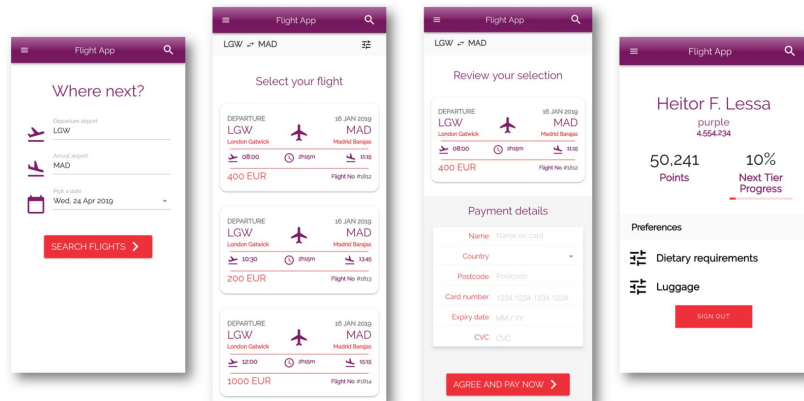 Flight App
Where next?
Departure airport
LGW
Arrival airport
MAD
Pick a date
Wed, 24 Apr 2019
SEARCH FLIGHTS
Flight App
LGW ⇌ MAD
Select your flight
DEPARTURE 16 JAN 2019
LGW MAD
London Gatwick Madrid Barajas
08:00 2h15m 11:15
400 EUR Flight No #1812
DEPARTURE 16 JAN 2019
LGW MAD
London Gatwick Madrid Barajas
10:30 2h15m 13:45
200 EUR Flight No #1813
DEPARTURE 16 JAN 2019
LGW MAD
London Gatwick Madrid Barajas
12:00 2h15m 15:15
1000 EUR Flight No #1814
Flight App
LGW ⇌ MAD
Review your selection
DEPARTURE 16 JAN 2019
LGW MAD
London Gatwick Madrid Barajas
08:00 2h15m 11:15
400 EUR Flight No #1812
Payment details
Name Name on card
Country
Postcode Postcode
Card number 1234 1234 1234 1234
Expiry date MM / YY
CVC CVC
AGREE AND PAY NOW
Flight App
Heitor F. Lessa
purple
4,554,234
50,241 10%
Points Next Tier
Progress
Preferences
Dietary requirements
Luggage
SIGN OUT